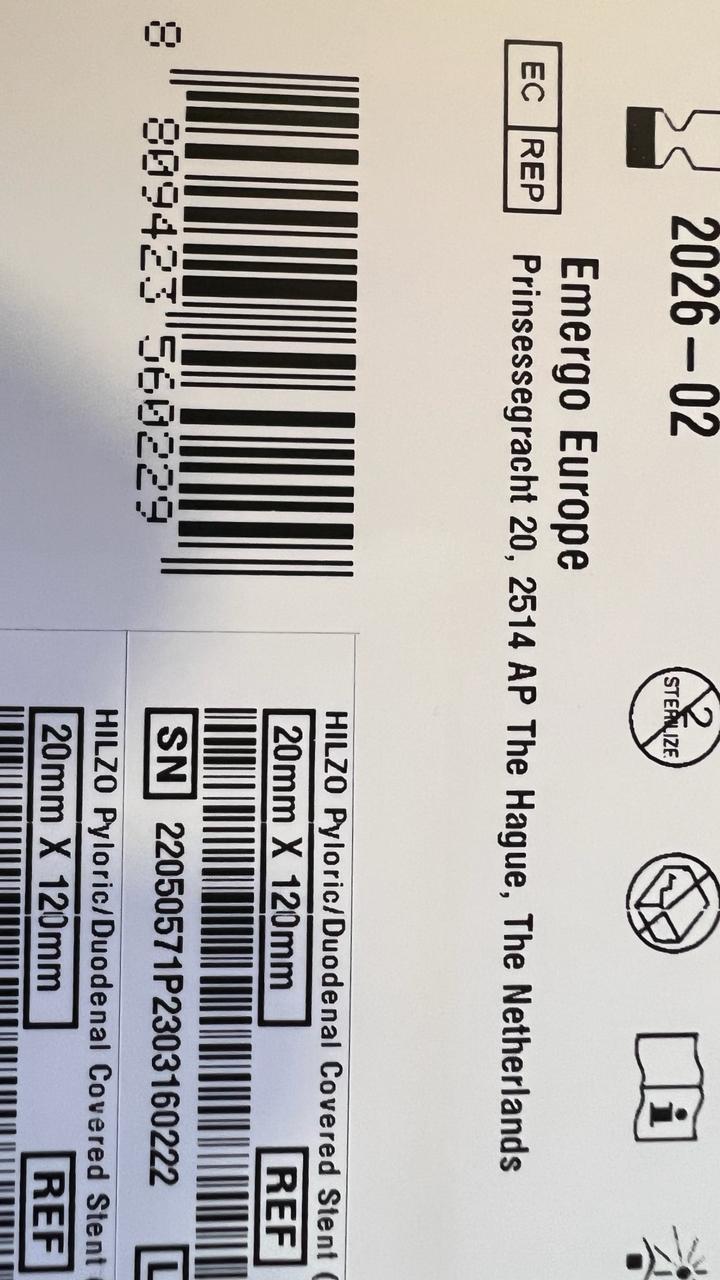 2026-02
2
STERILIZE
EC REP
Emergo Europe
Prinsessegracht 20, 2514 AP The Hague, The Netherlands
8 809423 560229
HILZO Pyloric/Duodenal Covered Stent (
20mm X 120mm REF
SN 22050571P2303160222 L
HILZO Pyloric/Duodenal Covered Stent (
20mm X 120mm REF